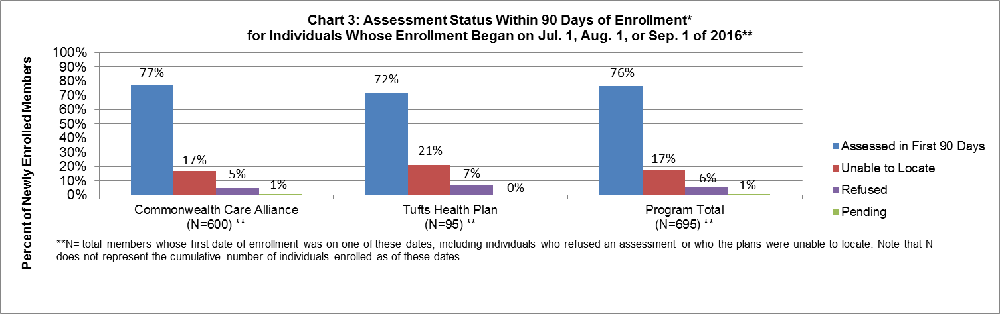 Chart 3: Assessment Status Within 90 Days of Enrollment*
for Individuals Whose Enrollment Began on Jul. 1, Aug. 1, or Sep. 1 of 2016**
Percent of Newly Enrolled Members
100%
90%
80%
70%
60%
50%
40%
30%
20%
10%
0%
77%
17%
5%
1%
72%
21%
7%
0%
76%
17%
6%
1%
Commonwealth Care Alliance
(N=600) **
Tufts Health Plan
(N=95) **
Program Total
(N=695) **
Assessed in First 90 Days
Unable to Locate
Refused
Pending
**N= total members whose first date of enrollment was on one of these dates, including individuals who refused an assessment or who the plans were unable to locate. Note that N
does not represent the cumulative number of individuals enrolled as of these dates.